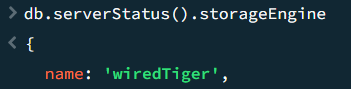 > db.serverStatus().storageEngine
< {
name: 'wiredTiger',